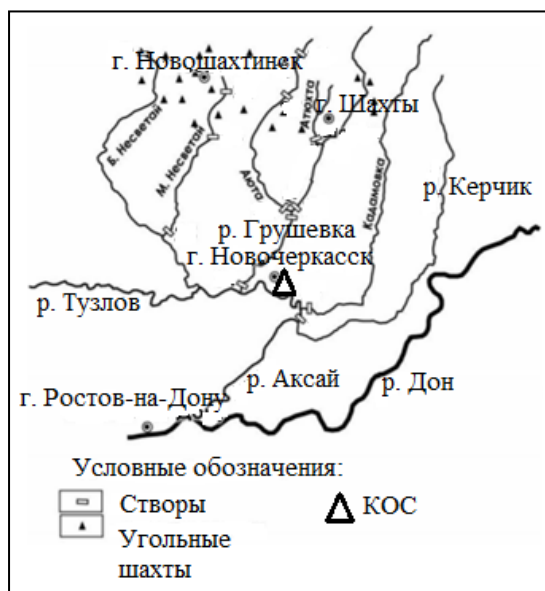 г. Новошахтинск
г. Шахты
Атюхта
Б. Несветай
М. Несветай
Аюта
Кадамовка
р. Керчик
р. Грушевка
г. Новочеркасск
р. Тузлов
р. Аксай
р. Дон
г. Ростов-на-Дону
Условные обозначения:
Створы
КОС
Угольные
шахты